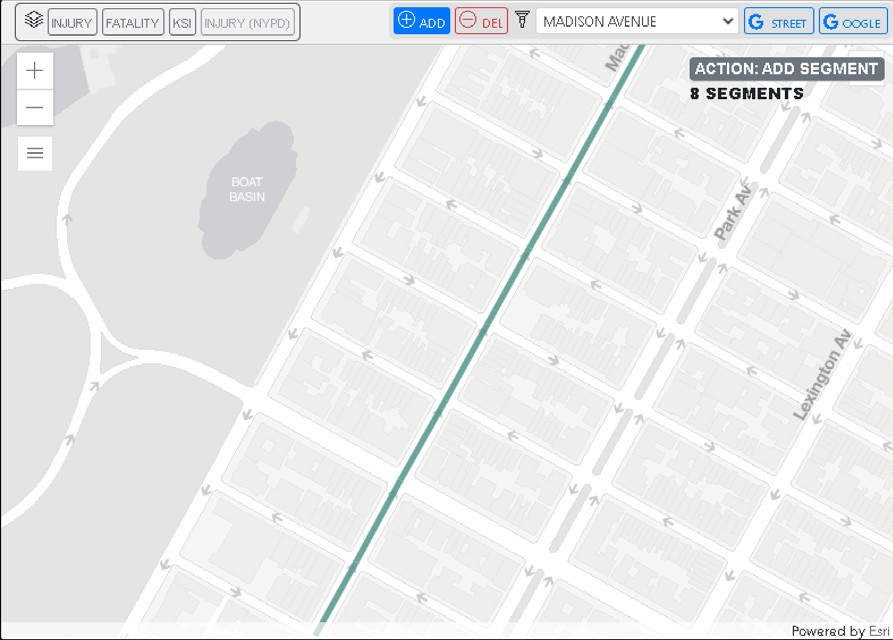 INJURY FATALITY KSI INJURY (NYPD) ADD DEL MADISON AVENUE G STREET GOOGLE
ACTION: ADD SEGMENT
8 SEGMENTS
BOAT
BASIN
Park Av
Lexington Av
Powered by Esri